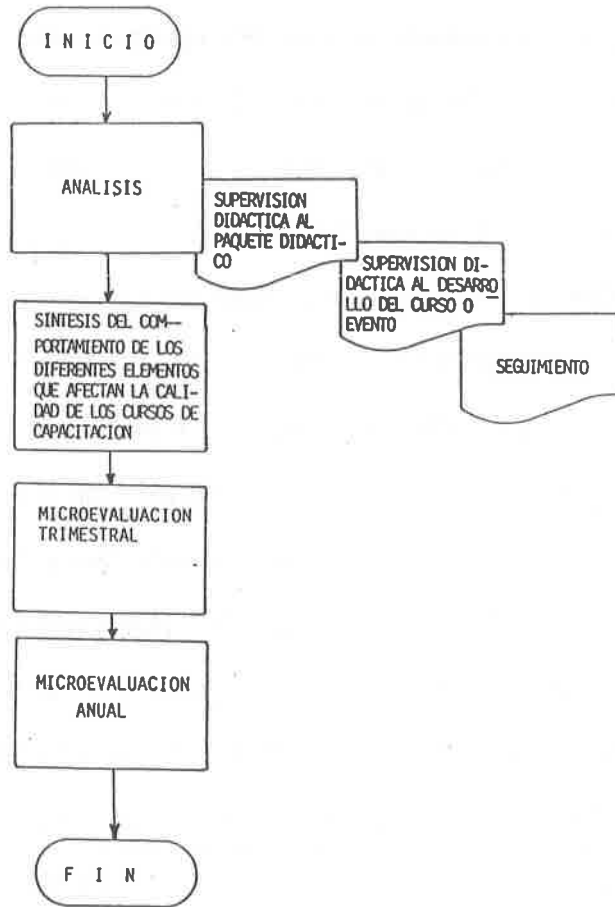 I N I C I O
ANALISIS
SUPERVISION
DIDACTICA AL
PAQUETE DIDACTI-
CO
SUPERVISION DI-
DACTICA AL DESARRO
LLO DEL CURSO O
EVENTO
SEGUIMIENTO
SINTESIS DEL COM--
PORTAMIENTO DE LOS
DIFERENTES ELEMENTOS
QUE AFECTAN LA CALI-
DAD DE LOS CURSOS DE
CAPACITACION
MICROEVALUACION
TRIMESTRAL
MICROEVALUACION
ANUAL
F I N